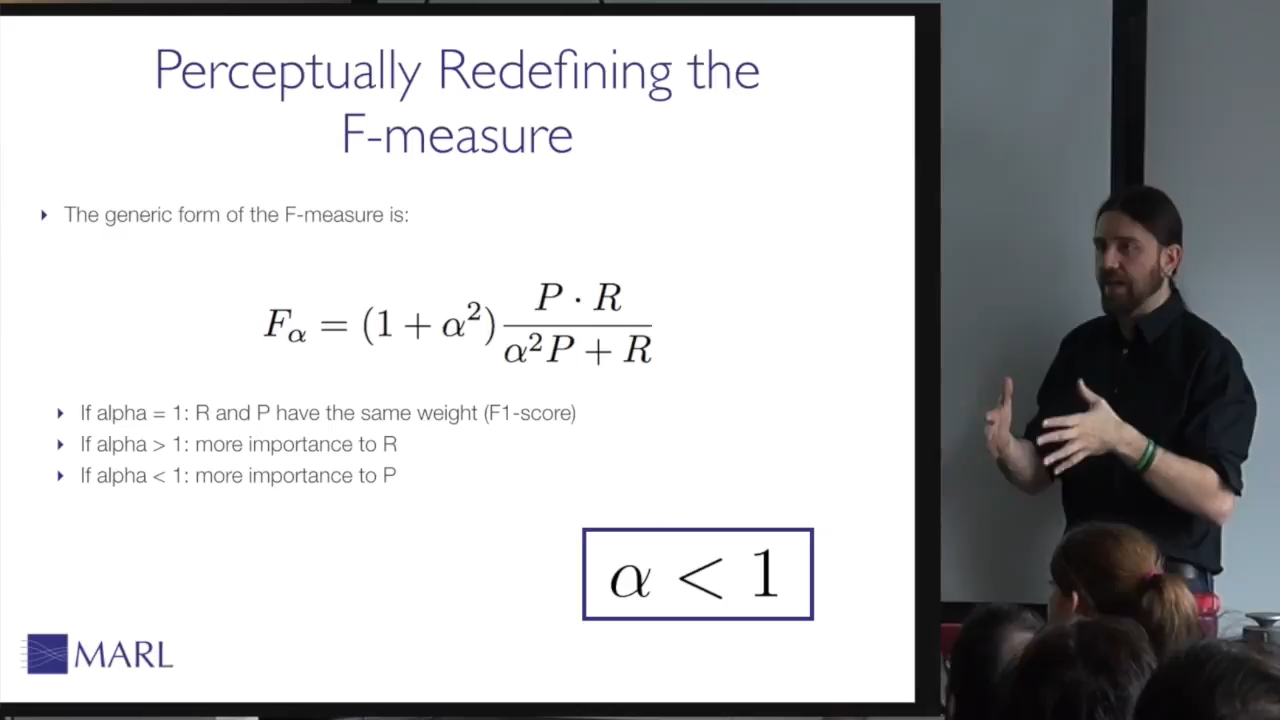 Perceptually Redefining the
F-measure
The generic form of the F-measure is:
Fα = (1 + α²) P · R / α²P + R
If alpha = 1: R and P have the same weight (F1-score)
If alpha > 1: more importance to R
If alpha < 1: more importance to P
α < 1
MARL